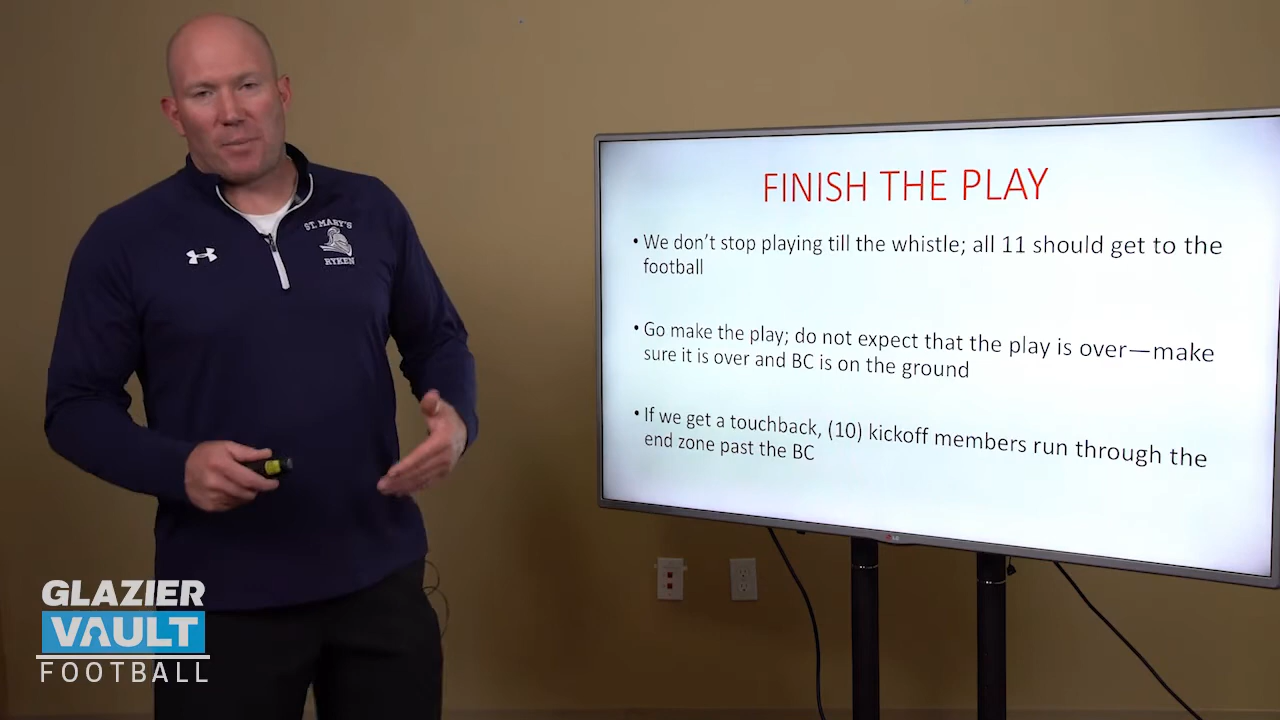 ST. MARY'S
RYKEN
FINISH THE PLAY
• We don't stop playing till the whistle; all 11 should get to the
football
• Go make the play; do not expect that the play is over—make
sure it is over and BC is on the ground
• If we get a touchback, (10) kickoff members run through the
end zone past the BC
LG
GLAZIER
VAULT
FOOTBALL